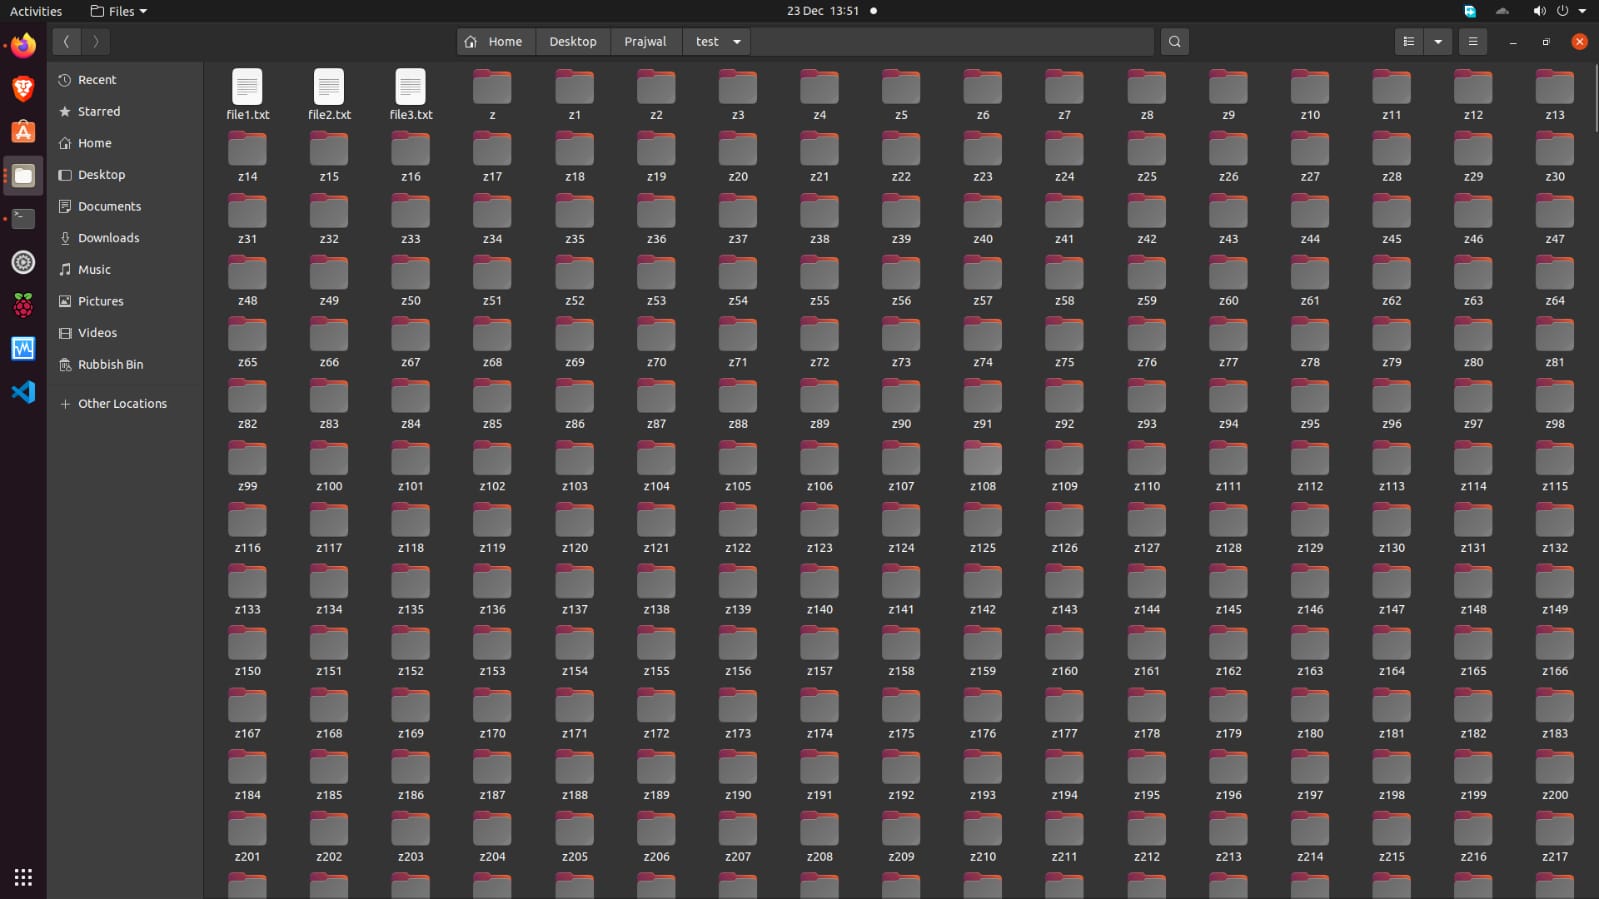 Activities Files 23 Dec 13:51
Home Desktop Prajwal test
Recent
Starred
Home
Desktop
Documents
Downloads
Music
Pictures
Videos
Rubbish Bin
Other Locations
file1.txt file2.txt file3.txt z z1 z2 z3 z4 z5 z6 z7 z8 z9 z10 z11 z12 z13
z14 z15 z16 z17 z18 z19 z20 z21 z22 z23 z24 z25 z26 z27 z28 z29 z30
z31 z32 z33 z34 z35 z36 z37 z38 z39 z40 z41 z42 z43 z44 z45 z46 z47
z48 z49 z50 z51 z52 z53 z54 z55 z56 z57 z58 z59 z60 z61 z62 z63 z64
z65 z66 z67 z68 z69 z70 z71 z72 z73 z74 z75 z76 z77 z78 z79 z80 z81
z82 z83 z84 z85 z86 z87 z88 z89 z90 z91 z92 z93 z94 z95 z96 z97 z98
z99 z100 z101 z102 z103 z104 z105 z106 z107 z108 z109 z110 z111 z112 z113 z114 z115
z116 z117 z118 z119 z120 z121 z122 z123 z124 z125 z126 z127 z128 z129 z130 z131 z132
z133 z134 z135 z136 z137 z138 z139 z140 z141 z142 z143 z144 z145 z146 z147 z148 z149
z150 z151 z152 z153 z154 z155 z156 z157 z158 z159 z160 z161 z162 z163 z164 z165 z166
z167 z168 z169 z170 z171 z172 z173 z174 z175 z176 z177 z178 z179 z180 z181 z182 z183
z184 z185 z186 z187 z188 z189 z190 z191 z192 z193 z194 z195 z196 z197 z198 z199 z200
z201 z202 z203 z204 z205 z206 z207 z208 z209 z210 z211 z212 z213 z214 z215 z216 z217